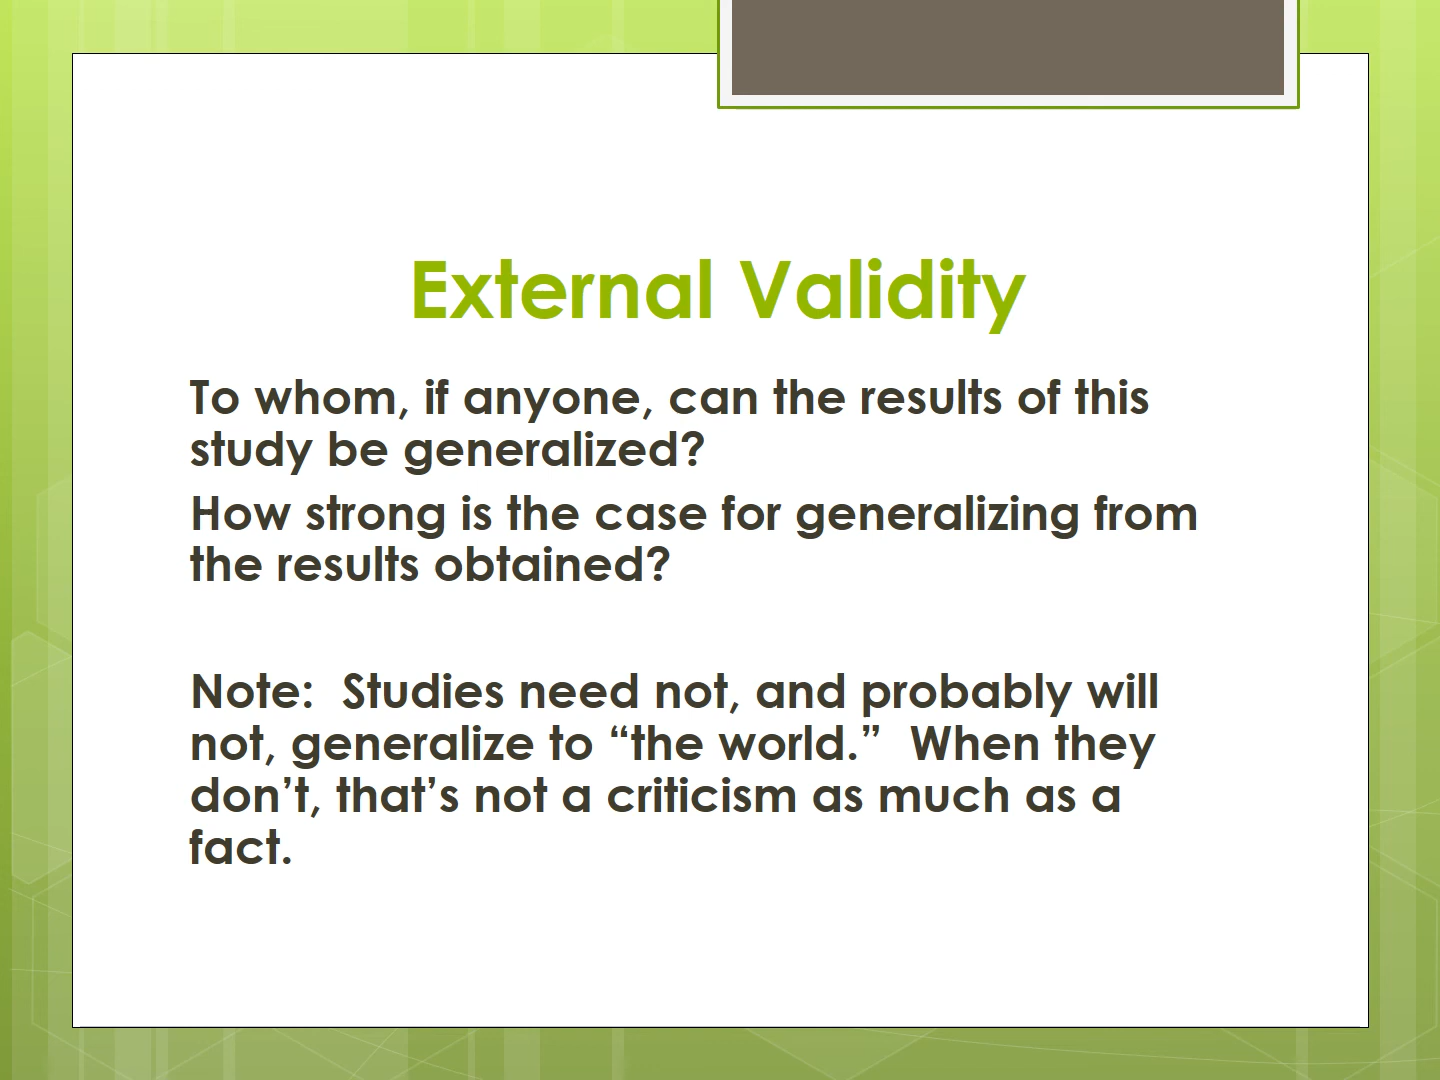 External Validity
To whom, if anyone, can the results of this
study be generalized?
How strong is the case for generalizing from
the results obtained?
Note:  Studies need not, and probably will
not, generalize to “the world.”  When they
don’t, that’s not a criticism as much as a
fact.